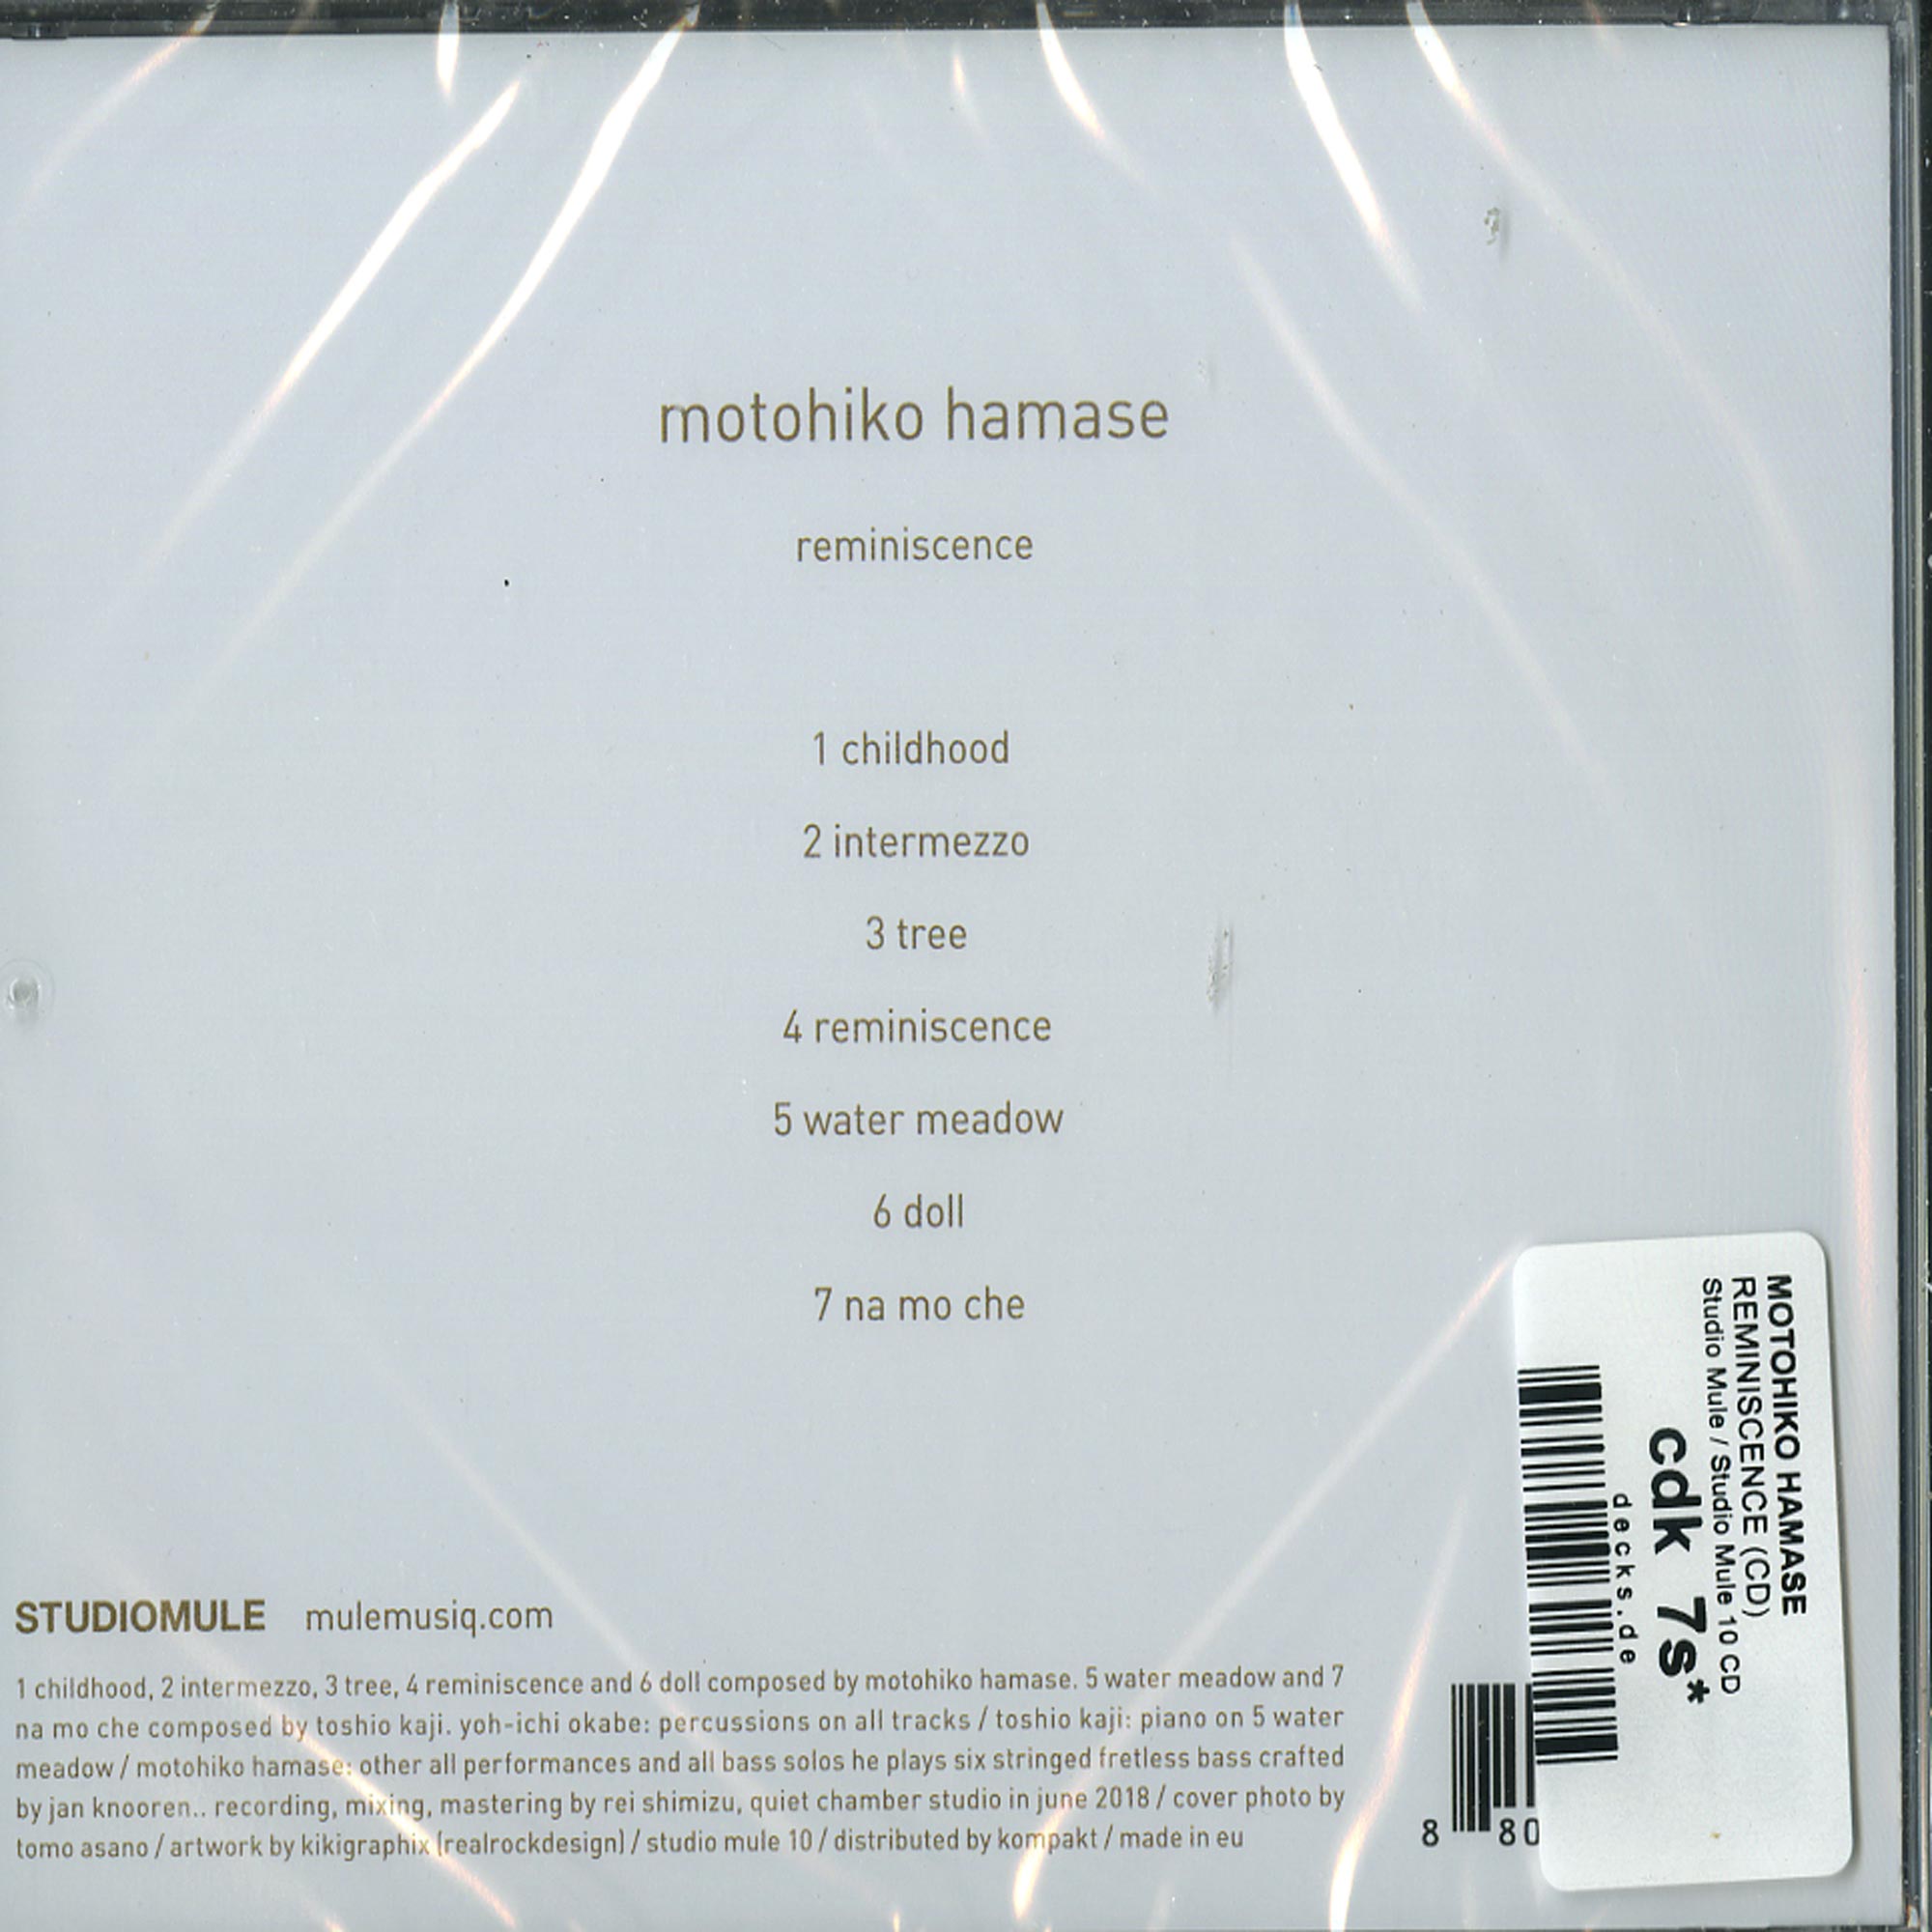 motohiko hamase
reminiscence
1 childhood
2 intermezzo
3 tree
4 reminiscence
5 water meadow
6 doll
7 na mo che
STUDIOMULE mulemusiq.com
1 childhood, 2 intermezzo, 3 tree, 4 reminiscence and 6 doll composed by motohiko hamase. 5 water meadow and 7
na mo che composed by toshio kaji. yoh-ichi okabe: percussions on all tracks / toshio kaji: piano on 5 water
meadow / motohiko hamase: other all performances and all bass solos he plays six stringed fretless bass crafted
by jan knooren.. recording, mixing, mastering by rei shimizu, quiet chamber studio in june 2018 / cover photo by
tomo asano / artwork by kikigraphix (realrockdesign) / studio mule 10 / distributed by kompakt / made in eu
8 80
MOTOHIKO HAMASE
REMINISCENCE (CD)
Studio Mule / Studio Mule 10 CD
cdk 7s*
decks.de